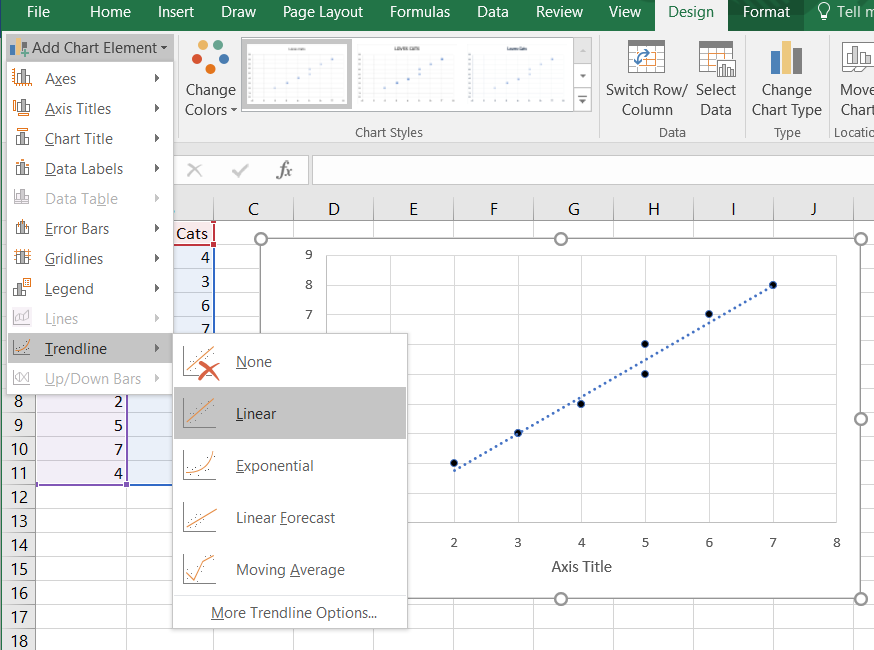 File Home Insert Draw Page Layout Formulas Data Review View Design Format Tell m
Add Chart Element
Axes
Axis Titles
Chart Title
Data Labels
Data Table
Error Bars
Gridlines
Legend
Lines
Trendline
Up/Down Bars
Change
Colors
Chart Styles
Switch Row/
Column
Select
Data
Data
Change
Chart Type
Type
Move
Chart
Locatio
fx
C D E F G H I J
Cats
4
3
6
7
8 2
9 5
10 7
11 4
12
13
14
15
16
17
18
None
Linear
Exponential
Linear Forecast
Moving Average
More Trendline Options...
9
8
7
2 3 4 5 6 7 8
Axis Title